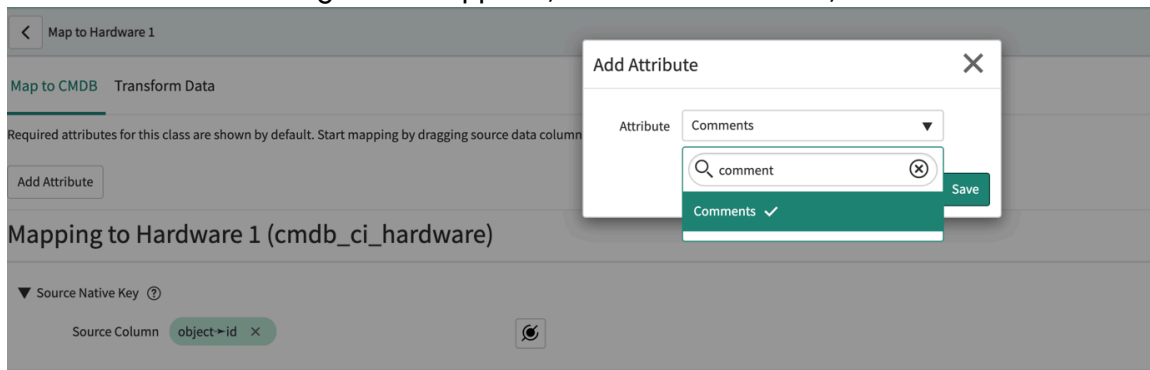 Map to Hardware 1
Add Attribute
Map to CMDB Transform Data
Attribute Comments
Required attributes for this class are shown by default. Start mapping by dragging source data column
comment
Add Attribute
Save
Comments
Mapping to Hardware 1 (cmdb_ci_hardware)
Source Native Key
Source Column object➛id ×